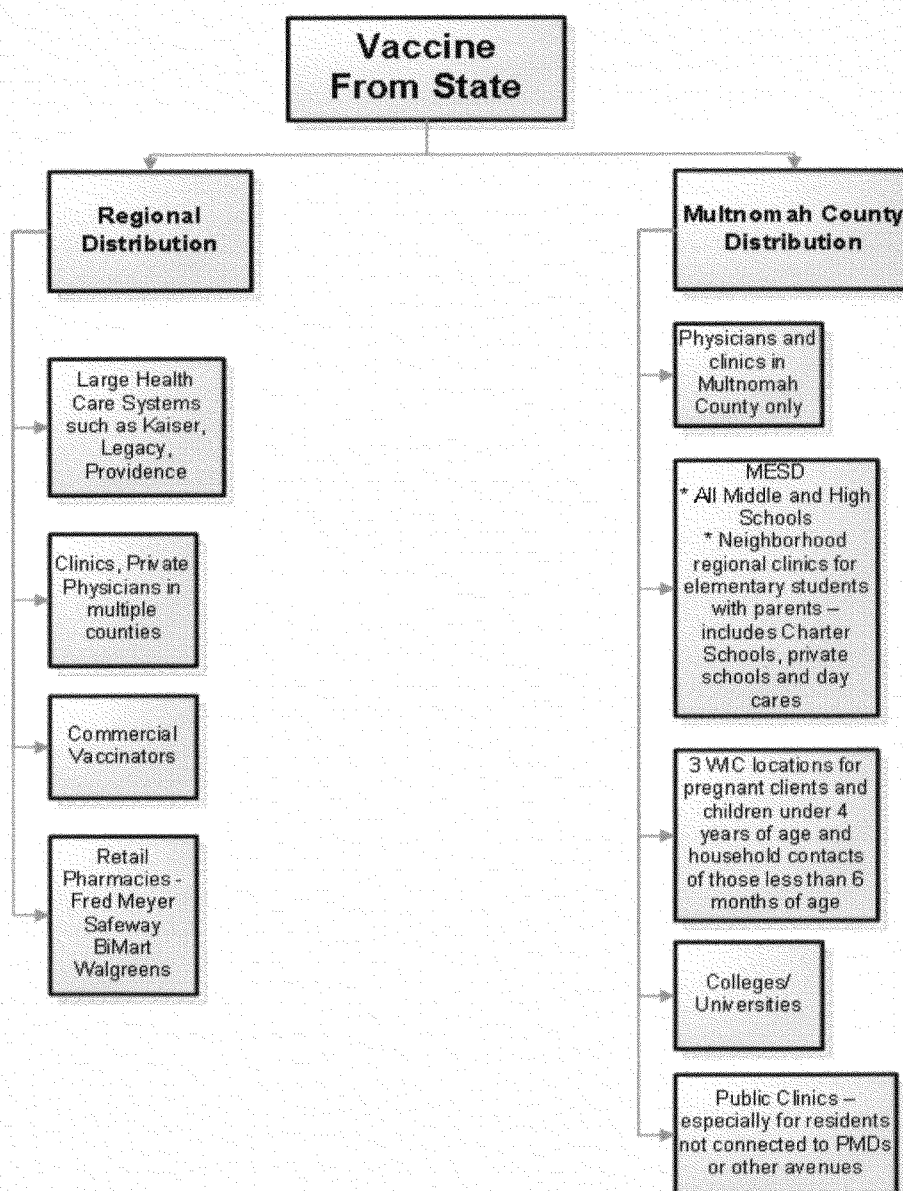 Vaccine
From State
Regional
Distribution
Large Health
Care Systems
such as Kaiser,
Legacy,
Providence
Clinics, Private
Physicians in
multiple
counties
Commercial
Vaccinators
Retail
Pharmacies -
Fred Meyer
Safeway
BiMart
Walgreens
Multnomah County
Distribution
Physicians and
clinics in
Multnomah
County only
MESD
* All Middle and High
Schools
* Neighborhood
regional clinics for
elementary students
with parents –
includes Charter
Schools, private
schools and day
cares
3 WIC locations for
pregnant clients and
children under 4
years of age and
household contacts
of those less than 6
months of age
Colleges/
Universities
Public Clinics –
especially for residents
not connected to PMDs
or other avenues